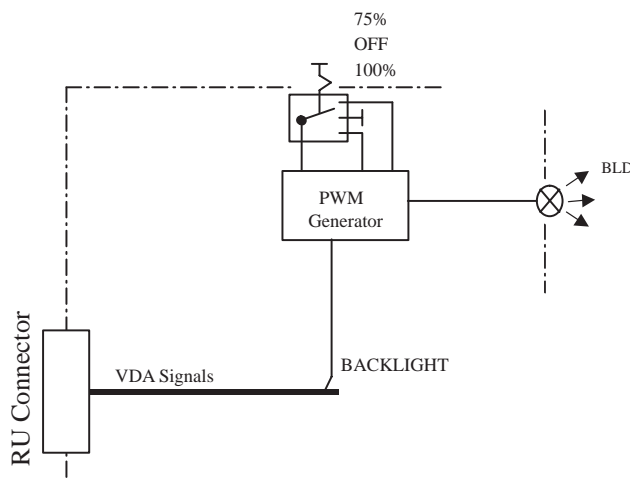 75%
OFF
100%
BLD
PWM
Generator
BACKLIGHT
VDA Signals
RU Connector